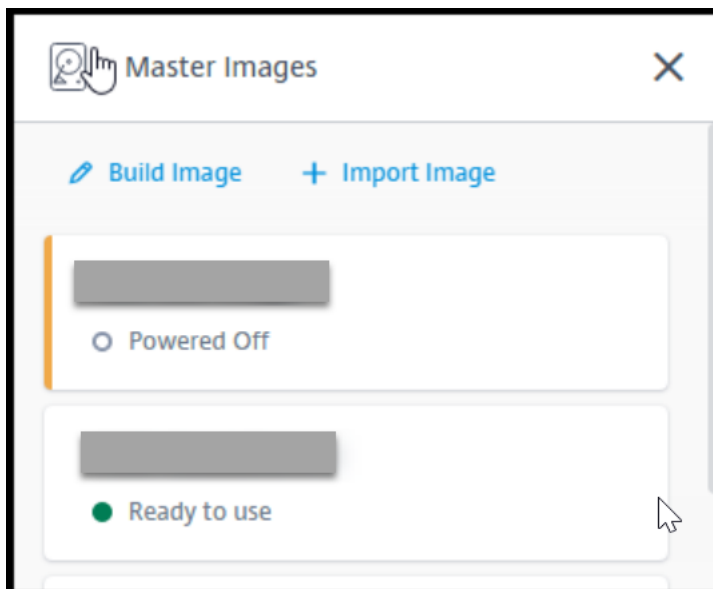 Master Images
Build Image
Import Image
Powered Off
Ready to use